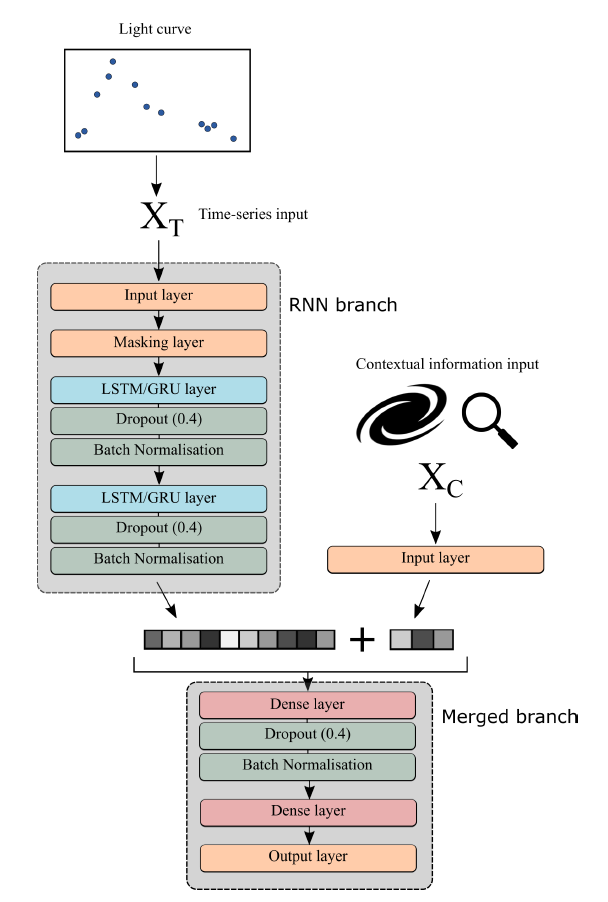 Light curve
X_T
Time-series input
Input layer
RNN branch
Masking layer
LSTM/GRU layer
Dropout (0.4)
Batch Normalisation
LSTM/GRU layer
Dropout (0.4)
Batch Normalisation
Contextual information input
X_C
Input layer
+
Dense layer
Merged branch
Dropout (0.4)
Batch Normalisation
Dense layer
Output layer